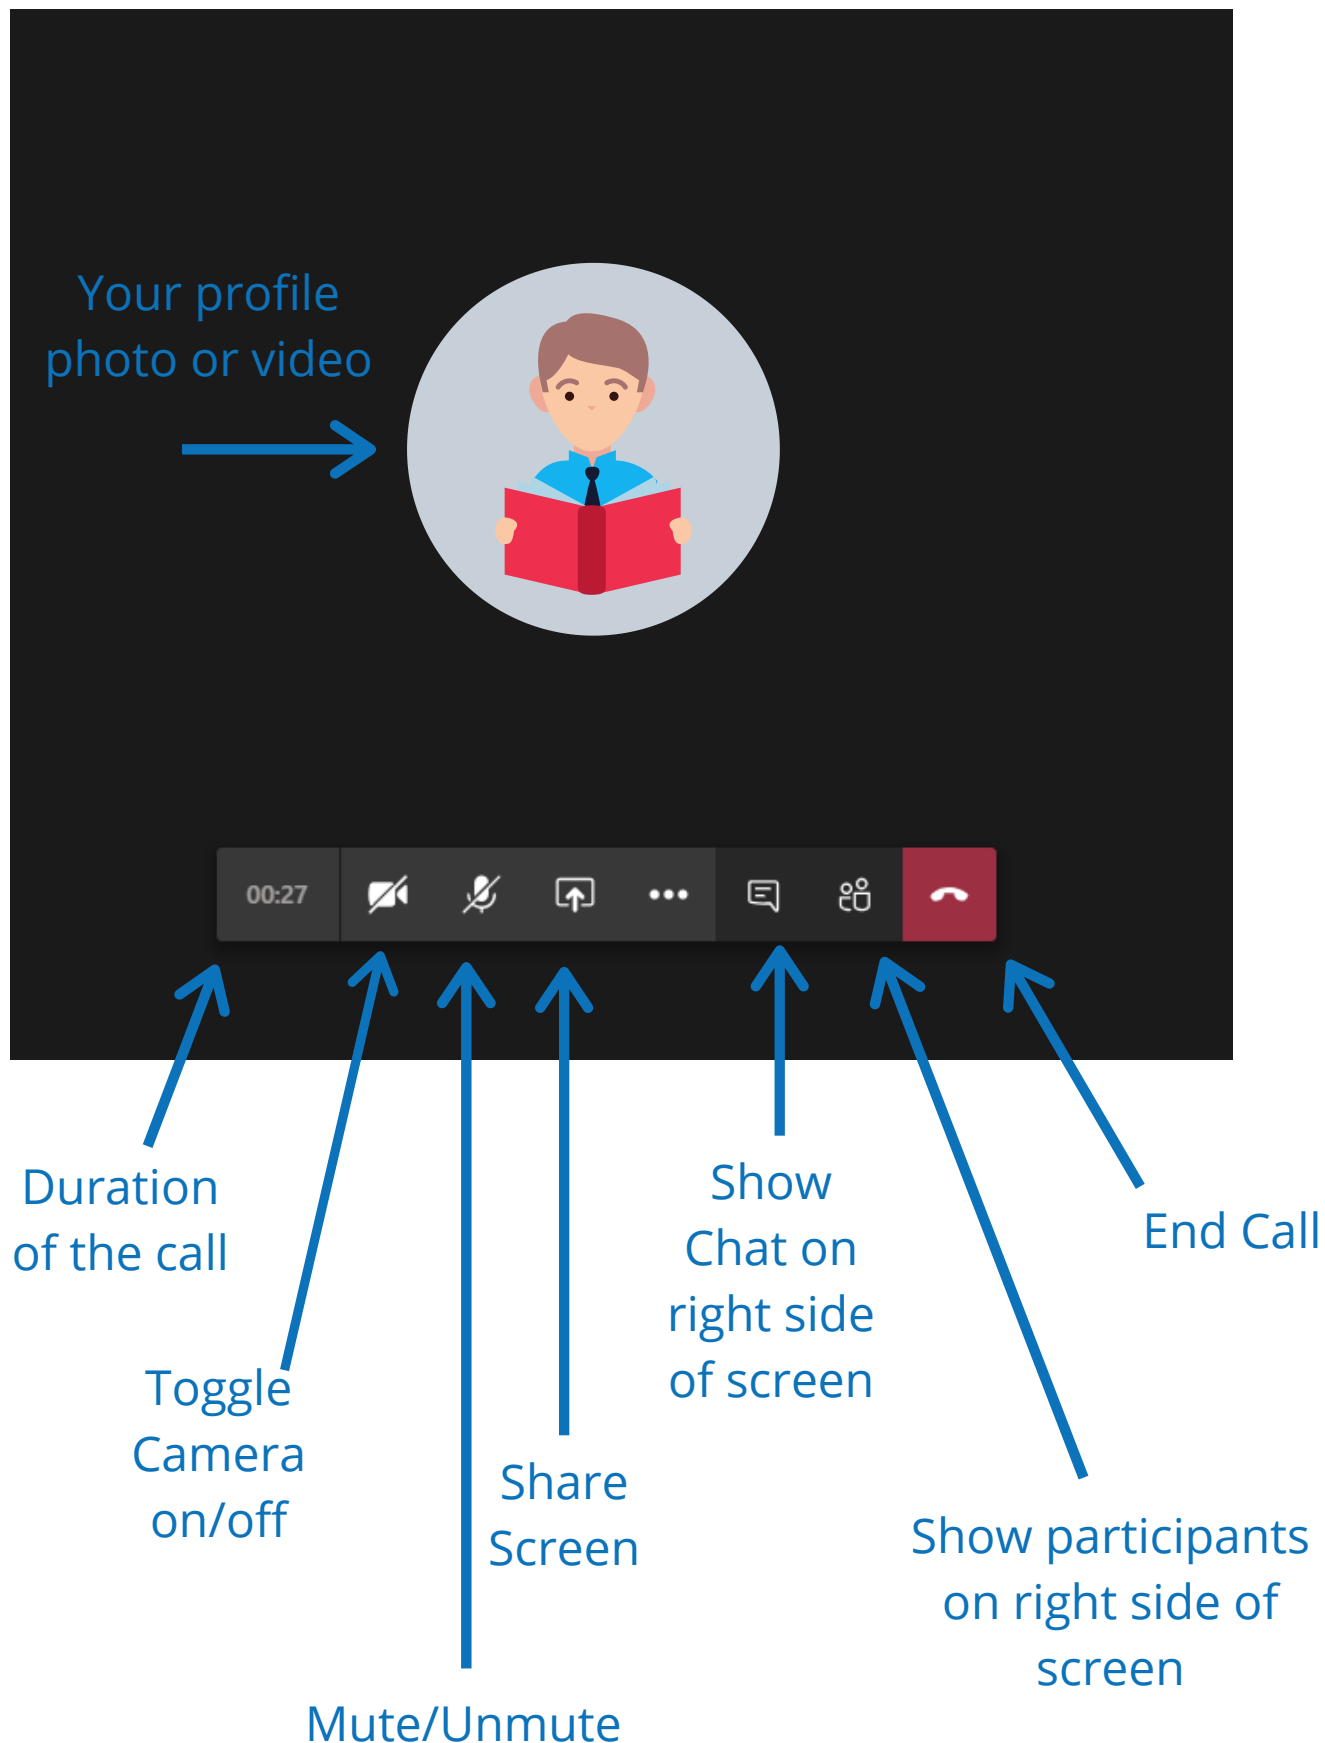 Your profile
photo or video
00:27
Duration
of the call
Toggle
Camera
on/off
Mute/Unmute
Share
Screen
Show
Chat on
right side
of screen
Show participants
on right side of
screen
End Call